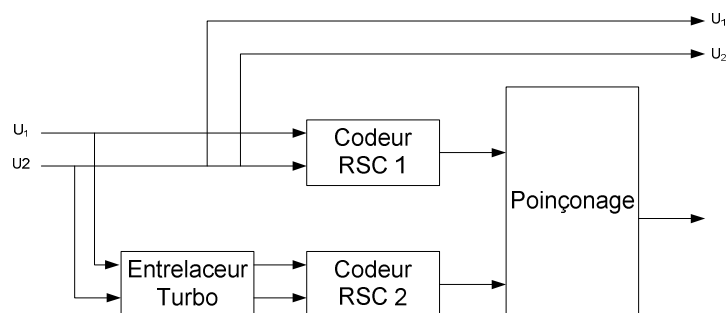 U₁
U₂
U₁
U2
Codeur
RSC 1
Poinçonage
Entrelaceur
Turbo
Codeur
RSC 2